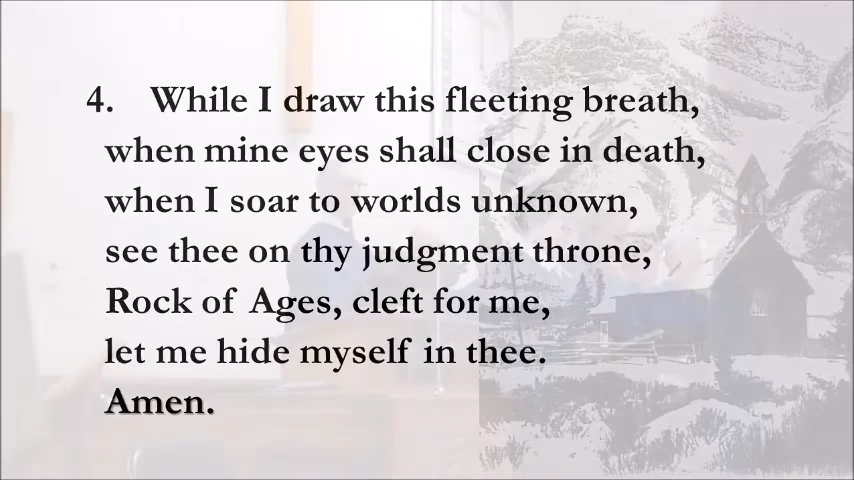 4. While I draw this fleeting breath,
when mine eyes shall close in death,
when I soar to worlds unknown,
see thee on thy judgment throne,
Rock of Ages, cleft for me,
let me hide myself in thee.
Amen.